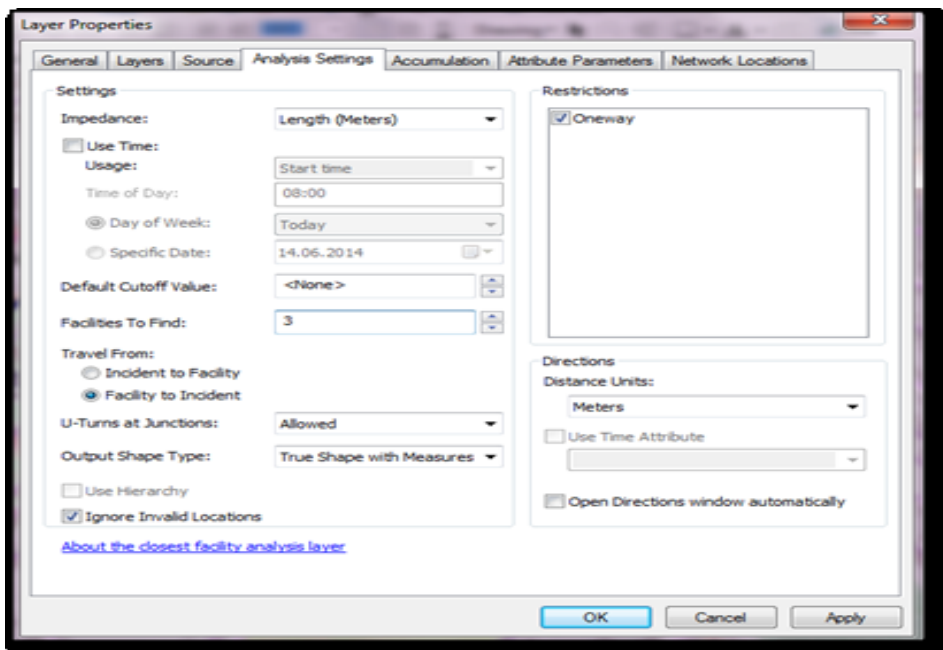 Layer Properties
General Layers Source Analysis Settings Accumulation Attribute Parameters Network Locations
Settings
Impedance: Length (Meters)
Use Time:
Usage: Start time
Time of Day: 08:00
Day of Week: Today
Specific Date: 14.06.2014
Default Cutoff Value: <None>
Facilities To Find: 3
Travel From:
Incident to Facility
Facility to Incident
U-Turns at Junctions: Allowed
Output Shape Type: True Shape with Measures
Use Hierarchy
Ignore Invalid Locations
About the closest facility analysis layer
Restrictions
Oneway
Directions
Distance Units:
Meters
Use Time Attribute
Open Directions window automatically
OK Cancel Apply